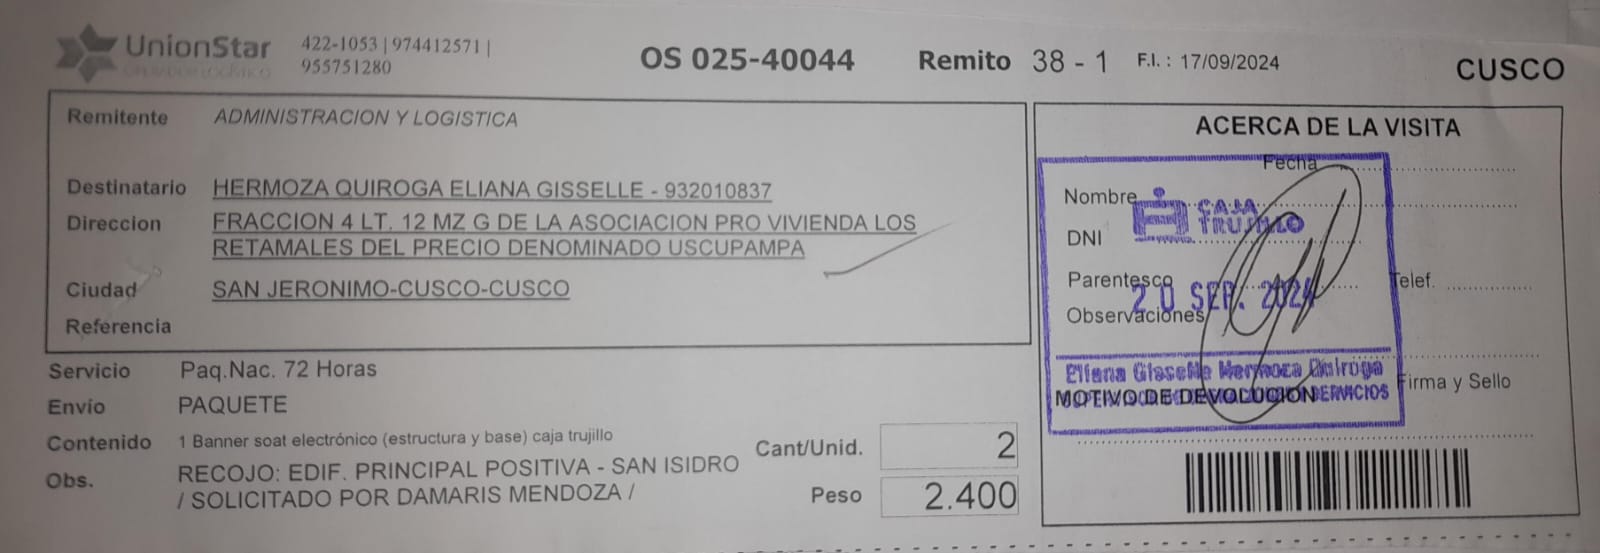 UnionStar
OPERADOR LOGISTICO
422-1053 | 974412571 |
955751280
OS 025-40044
Remito 38 - 1
F.I. : 17/09/2024
CUSCO
Remitente ADMINISTRACION Y LOGISTICA
Destinatario HERMOZA QUIROGA ELIANA GISSELLE - 932010837
Direccion FRACCION 4 LT. 12 MZ G DE LA ASOCIACION PRO VIVIENDA LOS
RETAMALES DEL PRECIO DENOMINADO USCUPAMPA
Ciudad SAN JERONIMO-CUSCO-CUSCO
Referencia
Servicio Paq.Nac. 72 Horas
Envío PAQUETE
Contenido 1 Banner soat electrónico (estructura y base) caja trujillo
Obs. RECOJO: EDIF. PRINCIPAL POSITIVA - SAN ISIDRO
/ SOLICITADO POR DAMARIS MENDOZA /
Cant/Unid. 2
Peso 2.400
ACERCA DE LA VISITA
Fecha
Nombre
DNI
Parentesco
Telef.
Observaciones
Firma y Sello
MOTIVO DE DEVOLUCION
CAJA
TRUJILLO
20 SEP. 2024
Eliana Gisselle Hermoza Quiroga
SERVICIOS